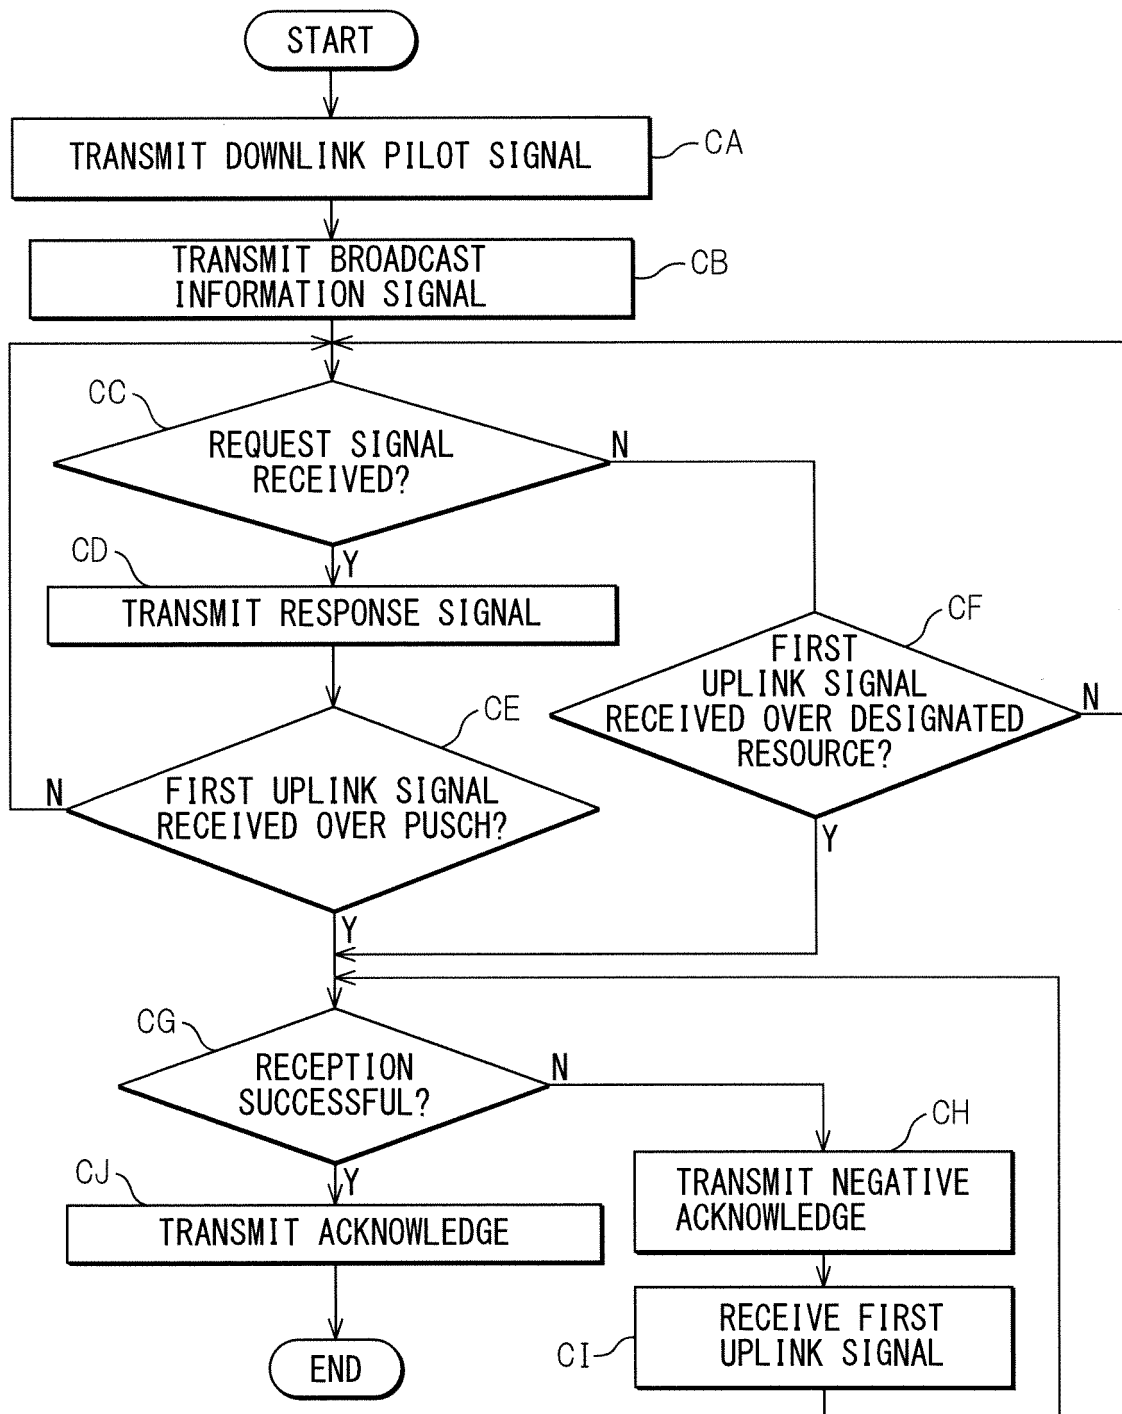 START
TRANSMIT DOWNLINK PILOT SIGNAL
CA
TRANSMIT BROADCAST
INFORMATION SIGNAL
CB
CC
REQUEST SIGNAL
RECEIVED?
N
Y
CD
TRANSMIT RESPONSE SIGNAL
CF
FIRST
UPLINK SIGNAL
RECEIVED OVER DESIGNATED
RESOURCE?
N
Y
CE
FIRST UPLINK SIGNAL
RECEIVED OVER PUSCH?
N
Y
CG
RECEPTION
SUCCESSFUL?
N
Y
CH
TRANSMIT NEGATIVE
ACKNOWLEDGE
CJ
TRANSMIT ACKNOWLEDGE
CI
RECEIVE FIRST
UPLINK SIGNAL
END